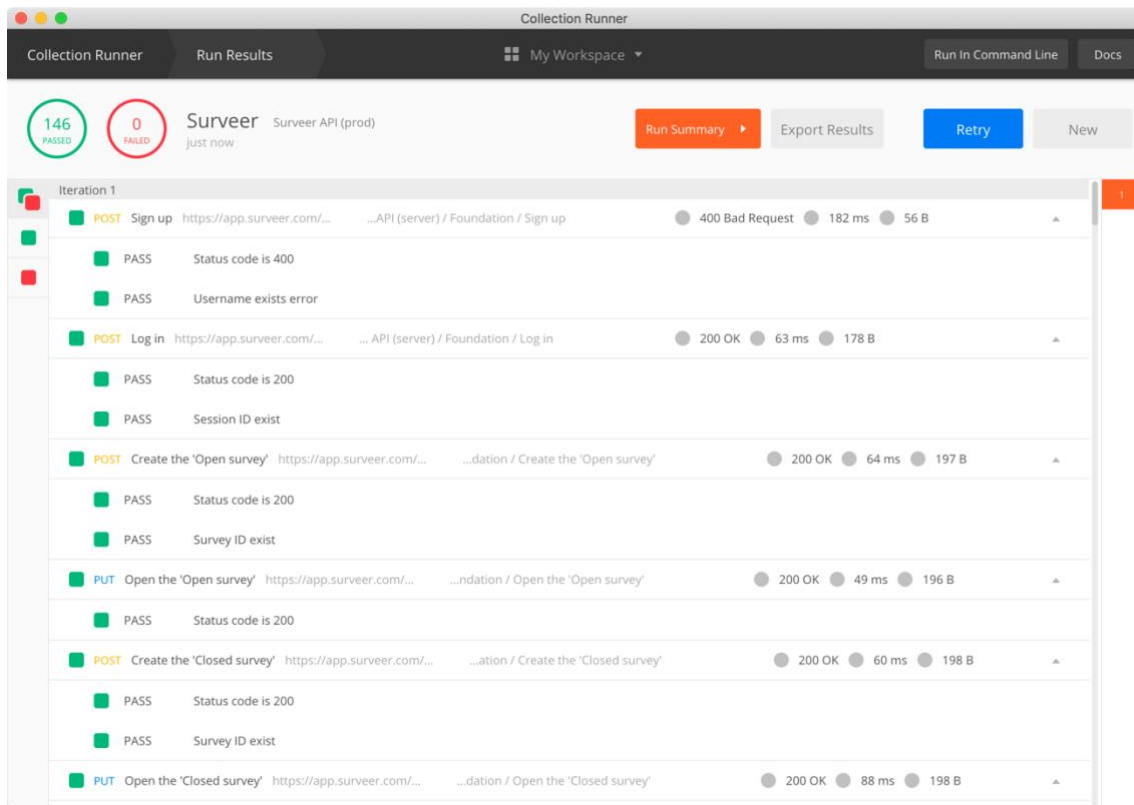 Collection Runner
Collection Runner Run Results My Workspace Run In Command Line Docs
146 PASSED 0 FAILED Surveer Surveer API (prod) just now Run Summary Export Results Retry New
Iteration 1 1
POST Sign up https://app.surveer.com/... ...API (server) / Foundation / Sign up 400 Bad Request 182 ms 56 B
PASS Status code is 400
PASS Username exists error
POST Log in https://app.surveer.com/... ... API (server) / Foundation / Log in 200 OK 63 ms 178 B
PASS Status code is 200
PASS Session ID exist
POST Create the 'Open survey' https://app.surveer.com/... ...dation / Create the 'Open survey' 200 OK 64 ms 197 B
PASS Status code is 200
PASS Survey ID exist
PUT Open the 'Open survey' https://app.surveer.com/... ...ndation / Open the 'Open survey' 200 OK 49 ms 196 B
PASS Status code is 200
POST Create the 'Closed survey' https://app.surveer.com/... ...ation / Create the 'Closed survey' 200 OK 60 ms 198 B
PASS Status code is 200
PASS Survey ID exist
PUT Open the 'Closed survey' https://app.surveer.com/... ...dation / Open the 'Closed survey' 200 OK 88 ms 198 B